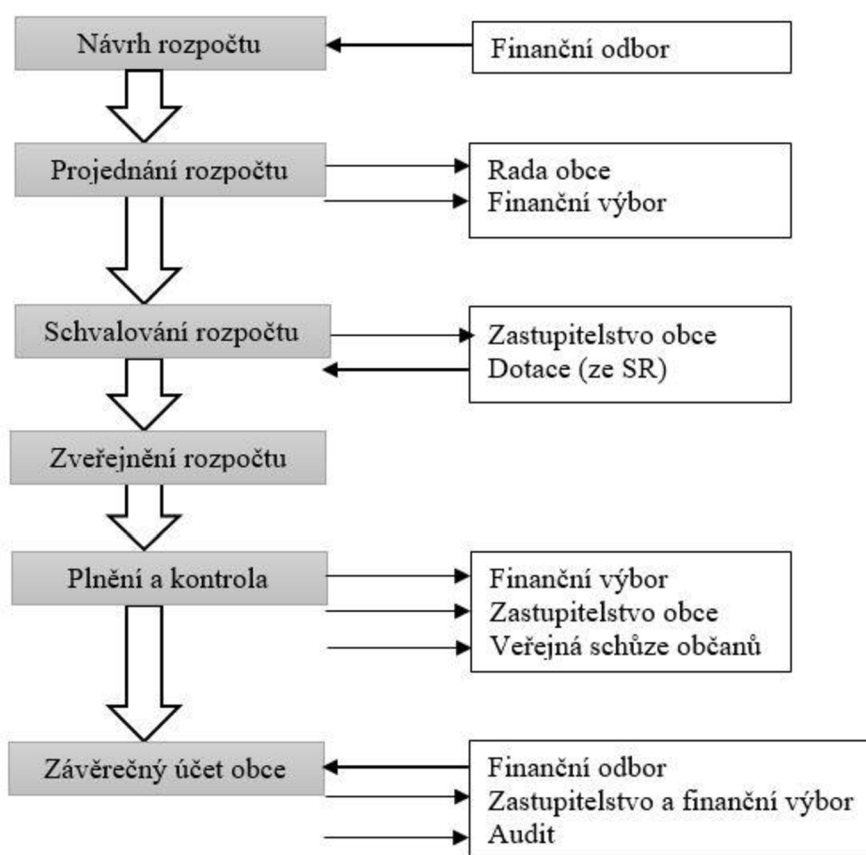 Návrh rozpočtu
Finanční odbor
Projednání rozpočtu
Rada obce
Finanční výbor
Schvalování rozpočtu
Zastupitelstvo obce
Dotace (ze SR)
Zveřejnění rozpočtu
Plnění a kontrola
Finanční výbor
Zastupitelstvo obce
Veřejná schůze občanů
Závěrečný účet obce
Finanční odbor
Zastupitelstvo a finanční výbor
Audit